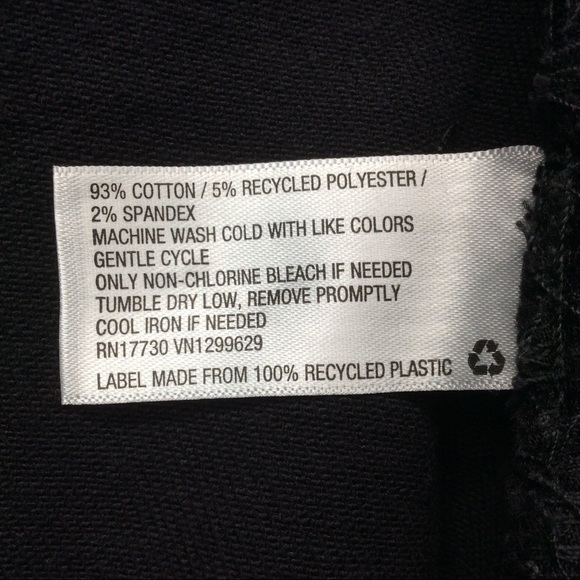 93% COTTON / 5% RECYCLED POLYESTER /
2% SPANDEX
MACHINE WASH COLD WITH LIKE COLORS
GENTLE CYCLE
ONLY NON-CHLORINE BLEACH IF NEEDED
TUMBLE DRY LOW, REMOVE PROMPTLY
COOL IRON IF NEEDED
RN17730 VN1299629
LABEL MADE FROM 100% RECYCLED PLASTIC